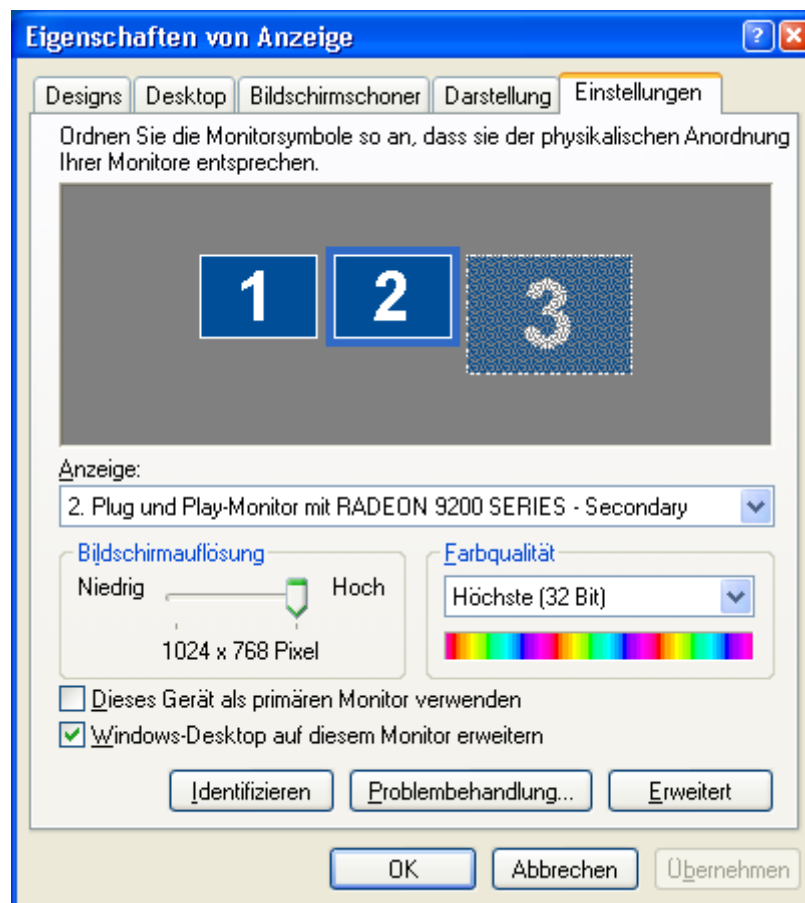 Eigenschaften von Anzeige
Designs Desktop Bildschirmschoner Darstellung Einstellungen
Ordnen Sie die Monitorsymbole so an, dass sie der physikalischen Anordnung
Ihrer Monitore entsprechen.
1 2 3
Anzeige:
2. Plug und Play-Monitor mit RADEON 9200 SERIES - Secondary
Bildschirmauflösung Farbqualität
Niedrig Hoch Höchste (32 Bit)
1024 x 768 Pixel
Dieses Gerät als primären Monitor verwenden
Windows-Desktop auf diesem Monitor erweitern
Identifizieren Problembehandlung... Erweitert
OK Abbrechen Übernehmen